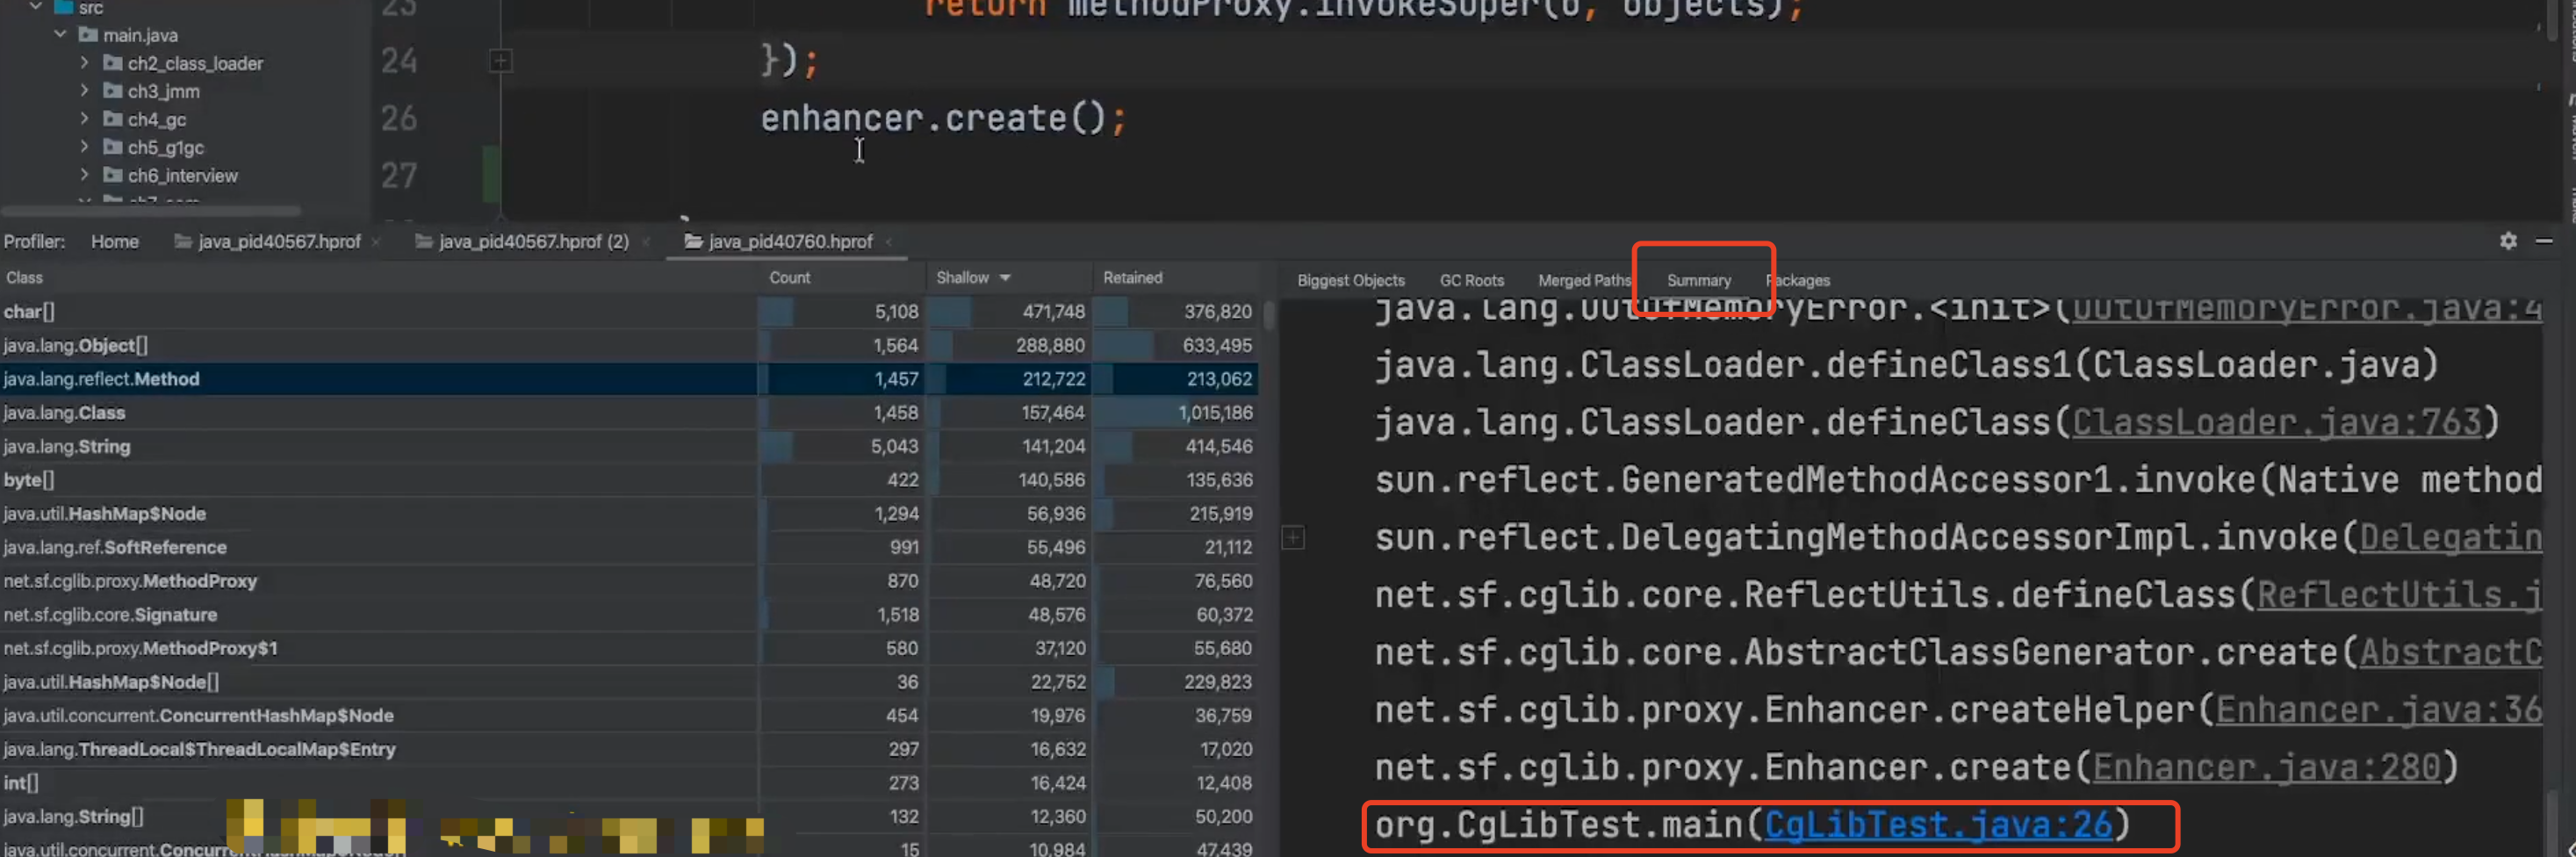 src
main.java
ch2_class_loader
ch3_jmm
ch4_gc
ch5_g1gc
ch6_interview
23 return methodProxy.invokeSuper(o, objects);
24 });
26 enhancer.create();
27
Profiler: Home java_pid40567.hprof java_pid40567.hprof (2) java_pid40760.hprof
Class Count Shallow Retained
char[] 5,108 471,748 376,820
java.lang.Object[] 1,564 288,880 633,495
java.lang.reflect.Method 1,457 212,722 213,062
java.lang.Class 1,458 157,464 1,015,186
java.lang.String 5,043 141,204 414,546
byte[] 422 140,586 135,636
java.util.HashMap$Node 1,294 56,936 215,919
java.lang.ref.SoftReference 991 55,496 21,112
net.sf.cglib.proxy.MethodProxy 870 48,720 76,560
net.sf.cglib.core.Signature 1,518 48,576 60,372
net.sf.cglib.proxy.MethodProxy$1 580 37,120 55,680
java.util.HashMap$Node[] 36 22,752 229,823
java.util.concurrent.ConcurrentHashMap$Node 454 19,976 36,759
java.lang.ThreadLocal$ThreadLocalMap$Entry 297 16,632 17,020
int[] 273 16,424 12,408
java.lang.String[] 132 12,360 50,200
java.util.concurrent. 15 10,984 47,439
Biggest Objects GC Roots Merged Paths Summary Packages
java.lang.OutOfMemoryError.<init>(OutOfMemoryError.java:4
java.lang.ClassLoader.defineClass1(ClassLoader.java)
java.lang.ClassLoader.defineClass(ClassLoader.java:763)
sun.reflect.GeneratedMethodAccessor1.invoke(Native method
sun.reflect.DelegatingMethodAccessorImpl.invoke(Delegatin
net.sf.cglib.core.ReflectUtils.defineClass(ReflectUtils.j
net.sf.cglib.core.AbstractClassGenerator.create(AbstractC
net.sf.cglib.proxy.Enhancer.createHelper(Enhancer.java:36
net.sf.cglib.proxy.Enhancer.create(Enhancer.java:280)
org.CgLibTest.main(CgLibTest.java:26)